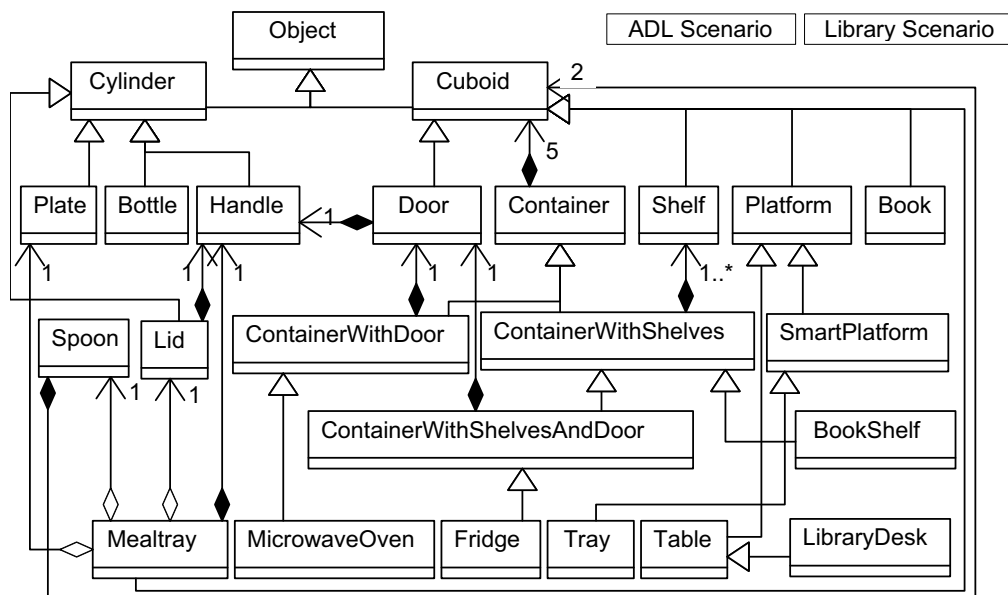 Object
ADL Scenario
Library Scenario
Cylinder
Cuboid
2
5
Plate
Bottle
Handle
1
Door
Container
Shelf
Platform
Book
1
1
1
1
1
1..*
Spoon
Lid
ContainerWithDoor
ContainerWithShelves
SmartPlatform
1
1
ContainerWithShelvesAndDoor
BookShelf
Mealtray
MicrowaveOven
Fridge
Tray
Table
LibraryDesk